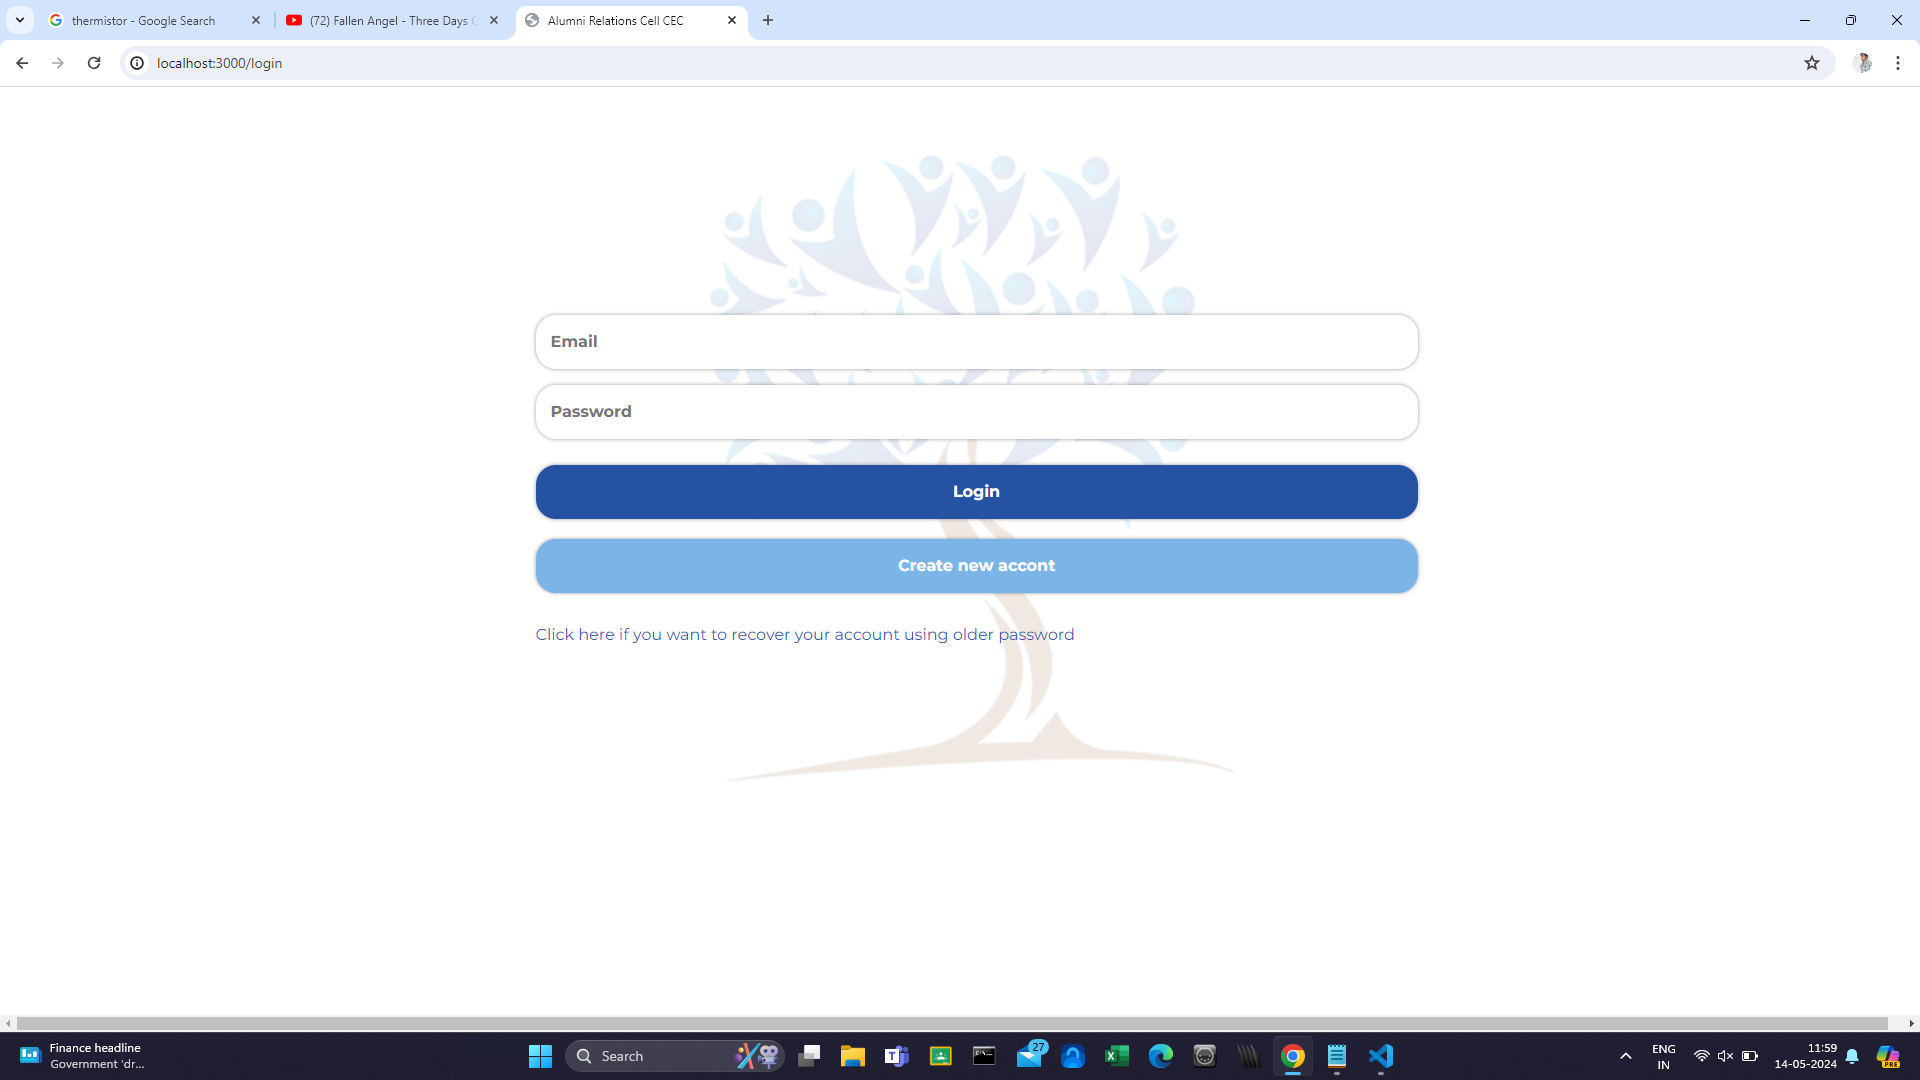 thermistor - Google Search
(72) Fallen Angel - Three Days
Alumni Relations Cell CEC
localhost:3000/login
Email
Password
Login
Create new accont
Click here if you want to recover your account using older password
Finance headline
Government 'dr...
Search
27
ENG
IN
11:59
14-05-2024
PRE